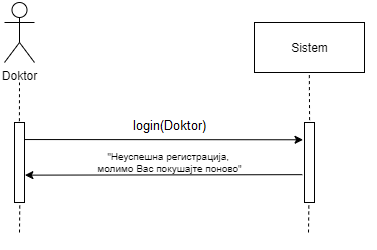 Doktor
Sistem
login(Doktor)
"Неуспешна регистрација,
молимо Вас покушајте поново"